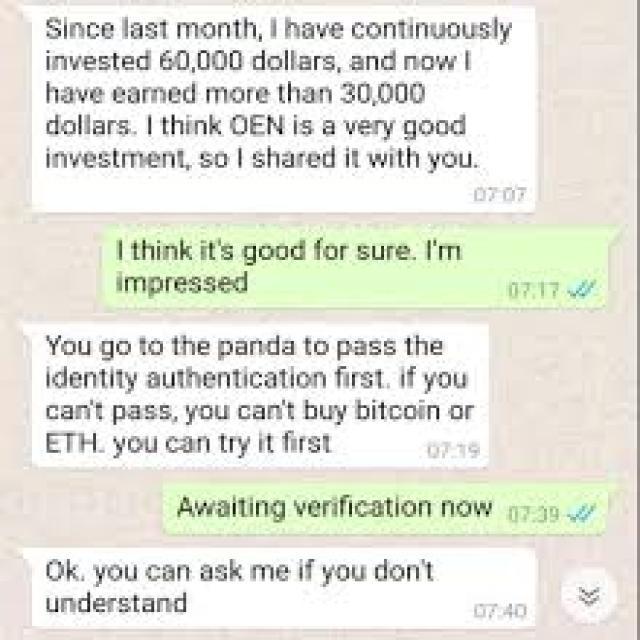 Since last month, I have continuously
invested 60,000 dollars, and now I
have earned more than 30,000
dollars. I think OEN is a very good
investment, so I shared it with you.
07:07
I think it's good for sure. I'm
impressed
07:17
You go to the panda to pass the
identity authentication first. if you
can't pass, you can't buy bitcoin or
ETH. you can try it first
07:19
Awaiting verification now
07:39
Ok. you can ask me if you don't
understand
07:40